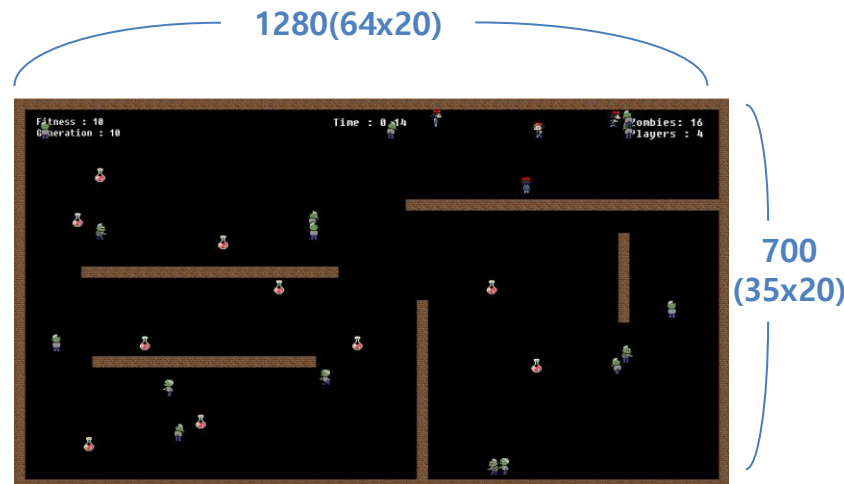 1280(64x20)
Fitness : 10
Time : 0.14
Zombies: 16
Generation : 10
Players : 4
700
(35x20)